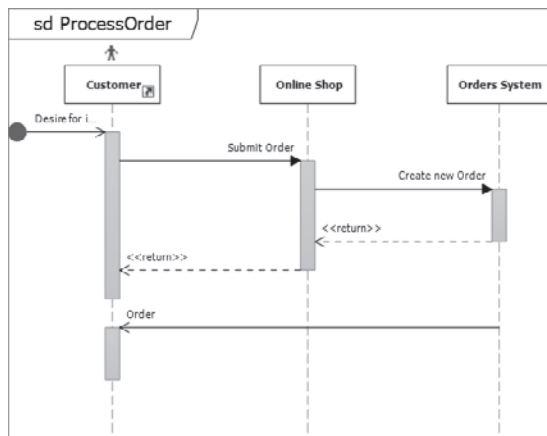 sd ProcessOrder
Customer
Online Shop
Orders System
Desire for i...
Submit Order
Create new Order
<<return>>
<<return>>
Order